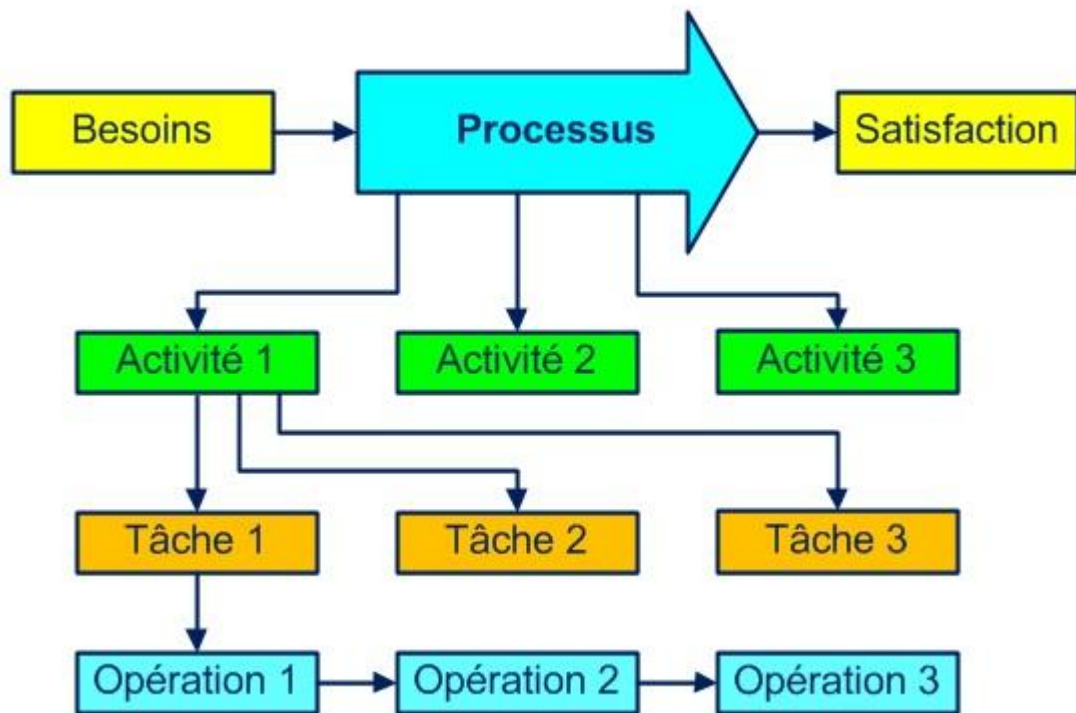 Besoins
Processus
Satisfaction
Activité 1
Activité 2
Activité 3
Tâche 1
Tâche 2
Tâche 3
Opération 1
Opération 2
Opération 3